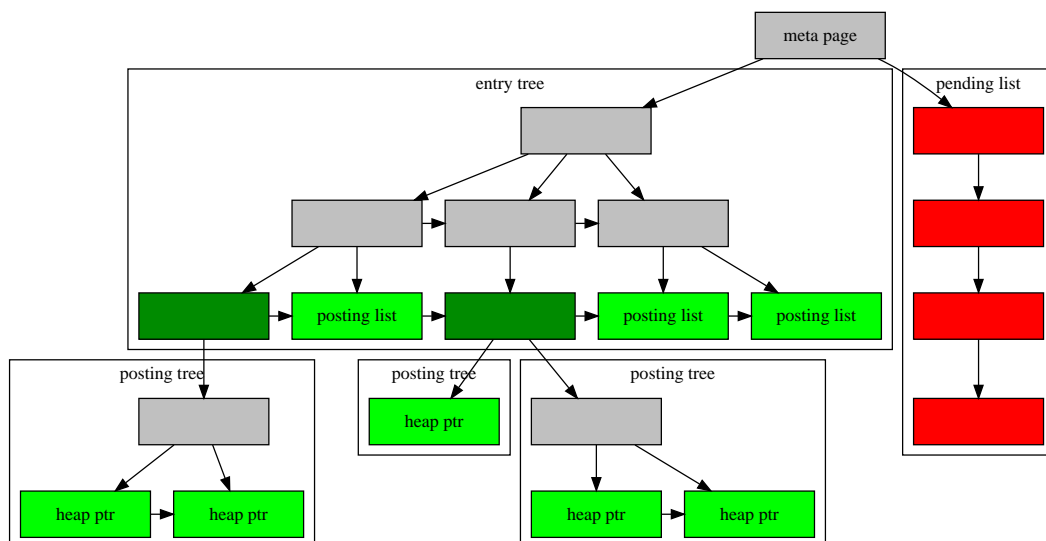 meta page
entry tree
pending list
posting list
posting list
posting list
posting tree
posting tree
posting tree
heap ptr
heap ptr
heap ptr
heap ptr
heap ptr